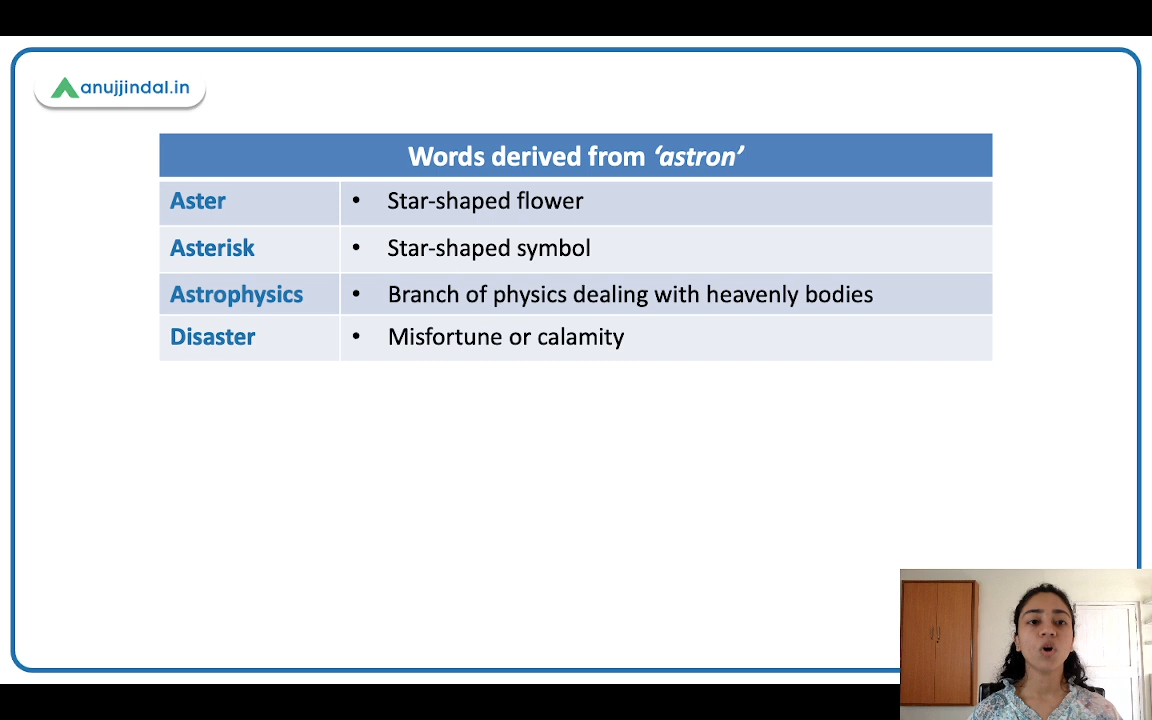 anujjindal.in
Words derived from ‘astron’
Aster • Star-shaped flower
Asterisk • Star-shaped symbol
Astrophysics • Branch of physics dealing with heavenly bodies
Disaster • Misfortune or calamity